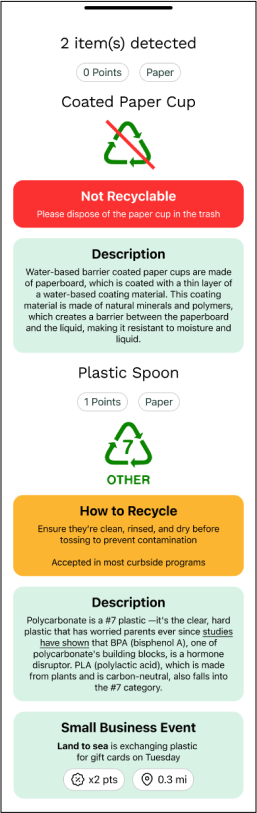 2 item(s) detected
0 Points
Paper
Coated Paper Cup
Not Recyclable
Please dispose of the paper cup in the trash
Description
Water-based barrier coated paper cups are made
of paperboard, which is coated with a thin layer of
a water-based coating material. This coating
material is made of natural minerals and polymers,
which creates a barrier between the paperboard
and the liquid, making it resistant to moisture and
liquid.
Plastic Spoon
1 Points
Paper
7
OTHER
How to Recycle
Ensure they're clean, rinsed, and dry before
tossing to prevent contamination
Accepted in most curbside programs
Description
Polycarbonate is a #7 plastic —it's the clear, hard
plastic that has worried parents ever since studies
have shown that BPA (bisphenol A), one of
polycarbonate's building blocks, is a hormone
disruptor. PLA (polylactic acid), which is made
from plants and is carbon-neutral, also falls into
the #7 category.
Small Business Event
Land to sea is exchanging plastic
for gift cards on Tuesday
x2 pts
0.3 mi